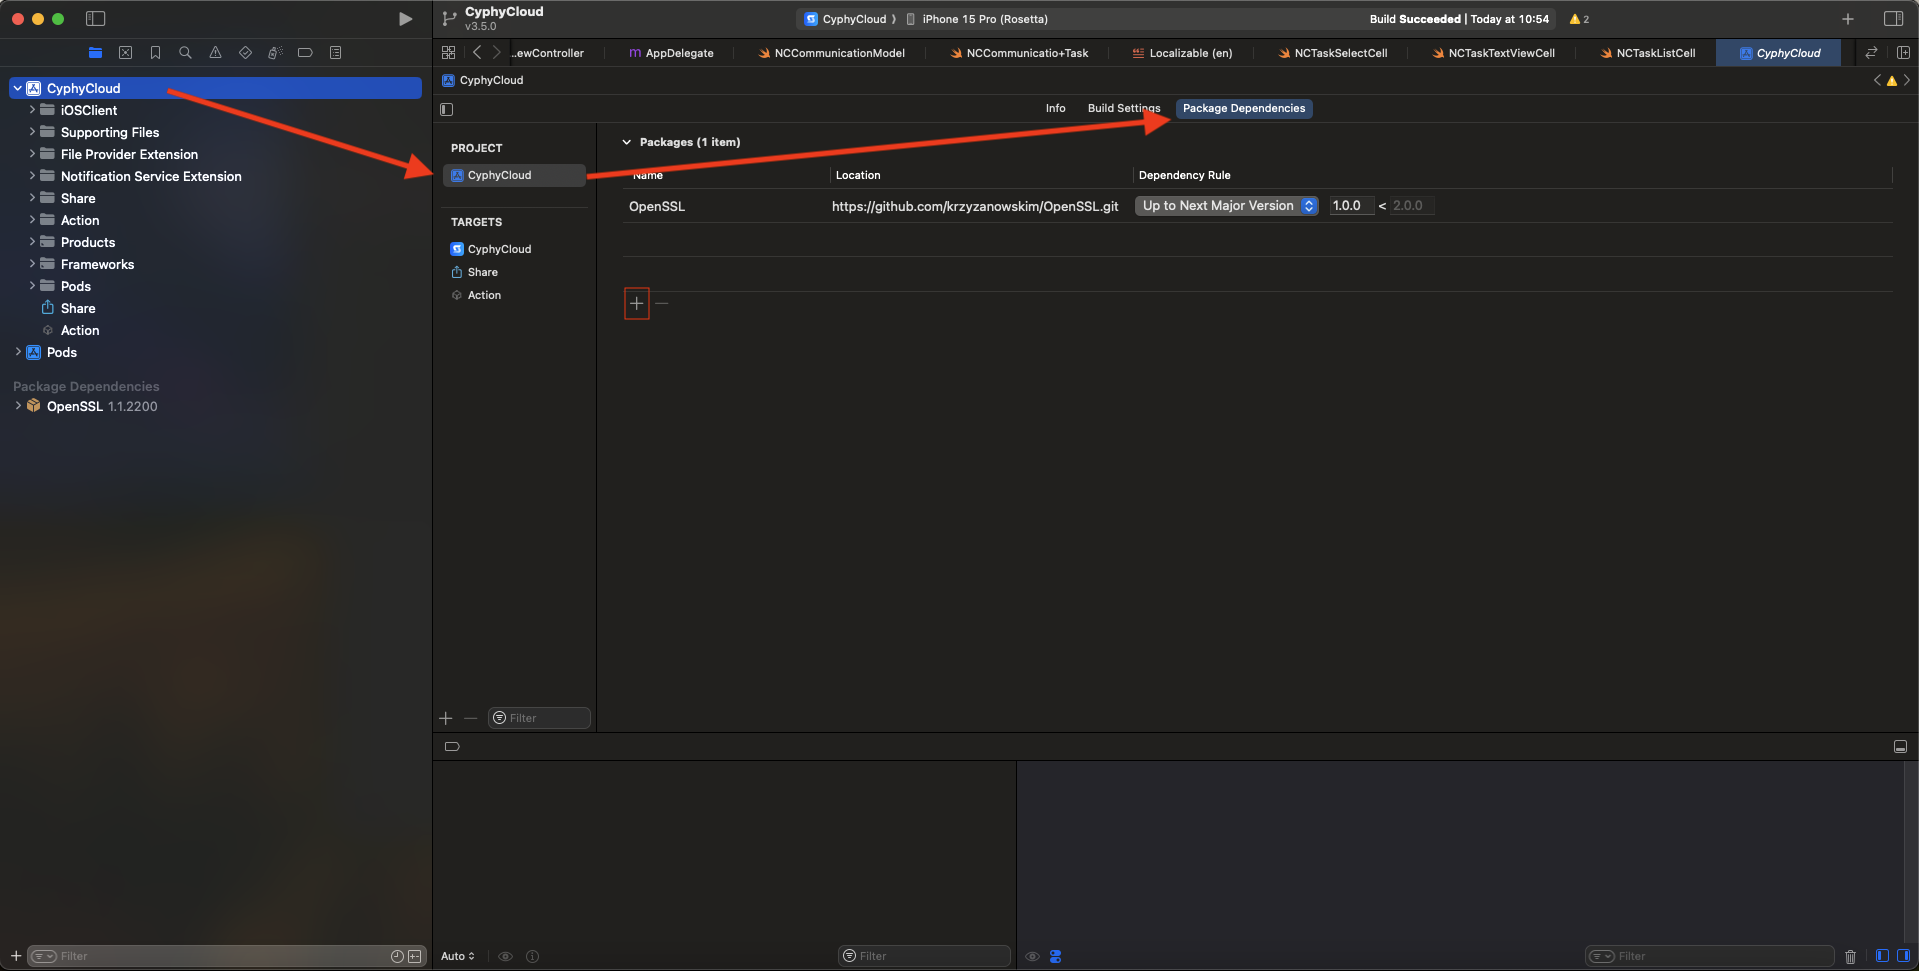 CyphyCloud
v3.5.0
CyphyCloud
iPhone 15 Pro (Rosetta)
Build Succeeded | Today at 10:54
2
..ewController
m AppDelegate
NCCommunicationModel
NCCommunicatio+Task
Localizable (en)
NCTaskSelectCell
NCTaskTextViewCell
NCTaskListCell
CyphyCloud
CyphyCloud
CyphyCloud
iOSClient
Supporting Files
File Provider Extension
Notification Service Extension
Share
Action
Products
Frameworks
Pods
Share
Action
Pods
Package Dependencies
OpenSSL 1.1.2200
Info
Build Settings
Package Dependencies
PROJECT
CyphyCloud
TARGETS
CyphyCloud
Share
Action
Packages (1 item)
Name
Location
Dependency Rule
OpenSSL
https://github.com/krzyzanowskim/OpenSSL.git
Up to Next Major Version
1.0.0 < 2.0.0
Filter
Filter
Auto
Filter
Filter